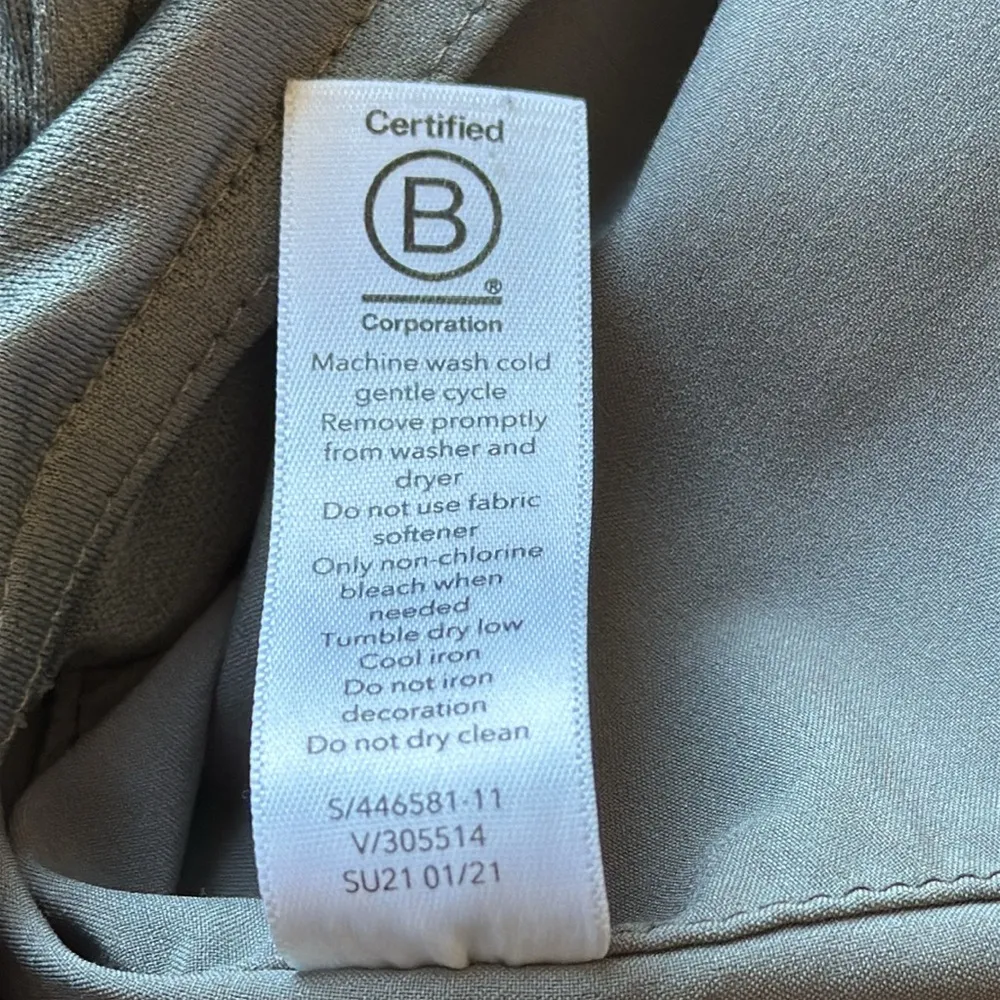 Certified
B
®
Corporation
Machine wash cold
gentle cycle
Remove promptly
from washer and
dryer
Do not use fabric
softener
Only non-chlorine
bleach when
needed
Tumble dry low
Cool iron
Do not iron
decoration
Do not dry clean
S/446581-11
V/305514
SU21 01/21